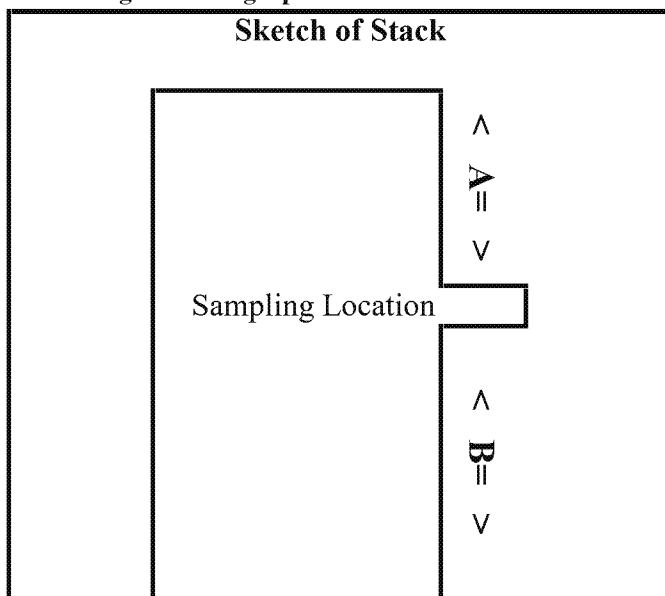 Sketch of Stack
< A= >
Sampling Location
< B= >